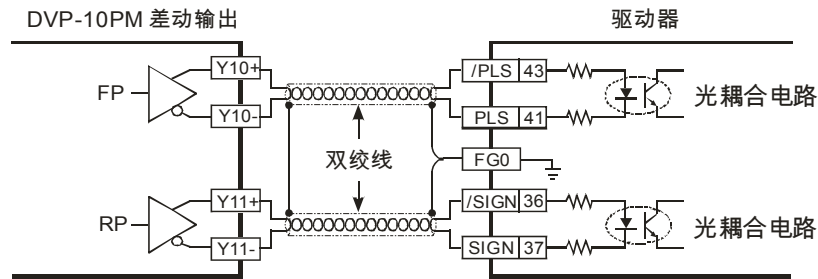 DVP-10PM 差动输出
驱动器
FP
Y10+
Y10-
/PLS 43
PLS 41
光耦合电路
双绞线
FG0
RP
Y11+
Y11-
/SIGN 36
SIGN 37
光耦合电路